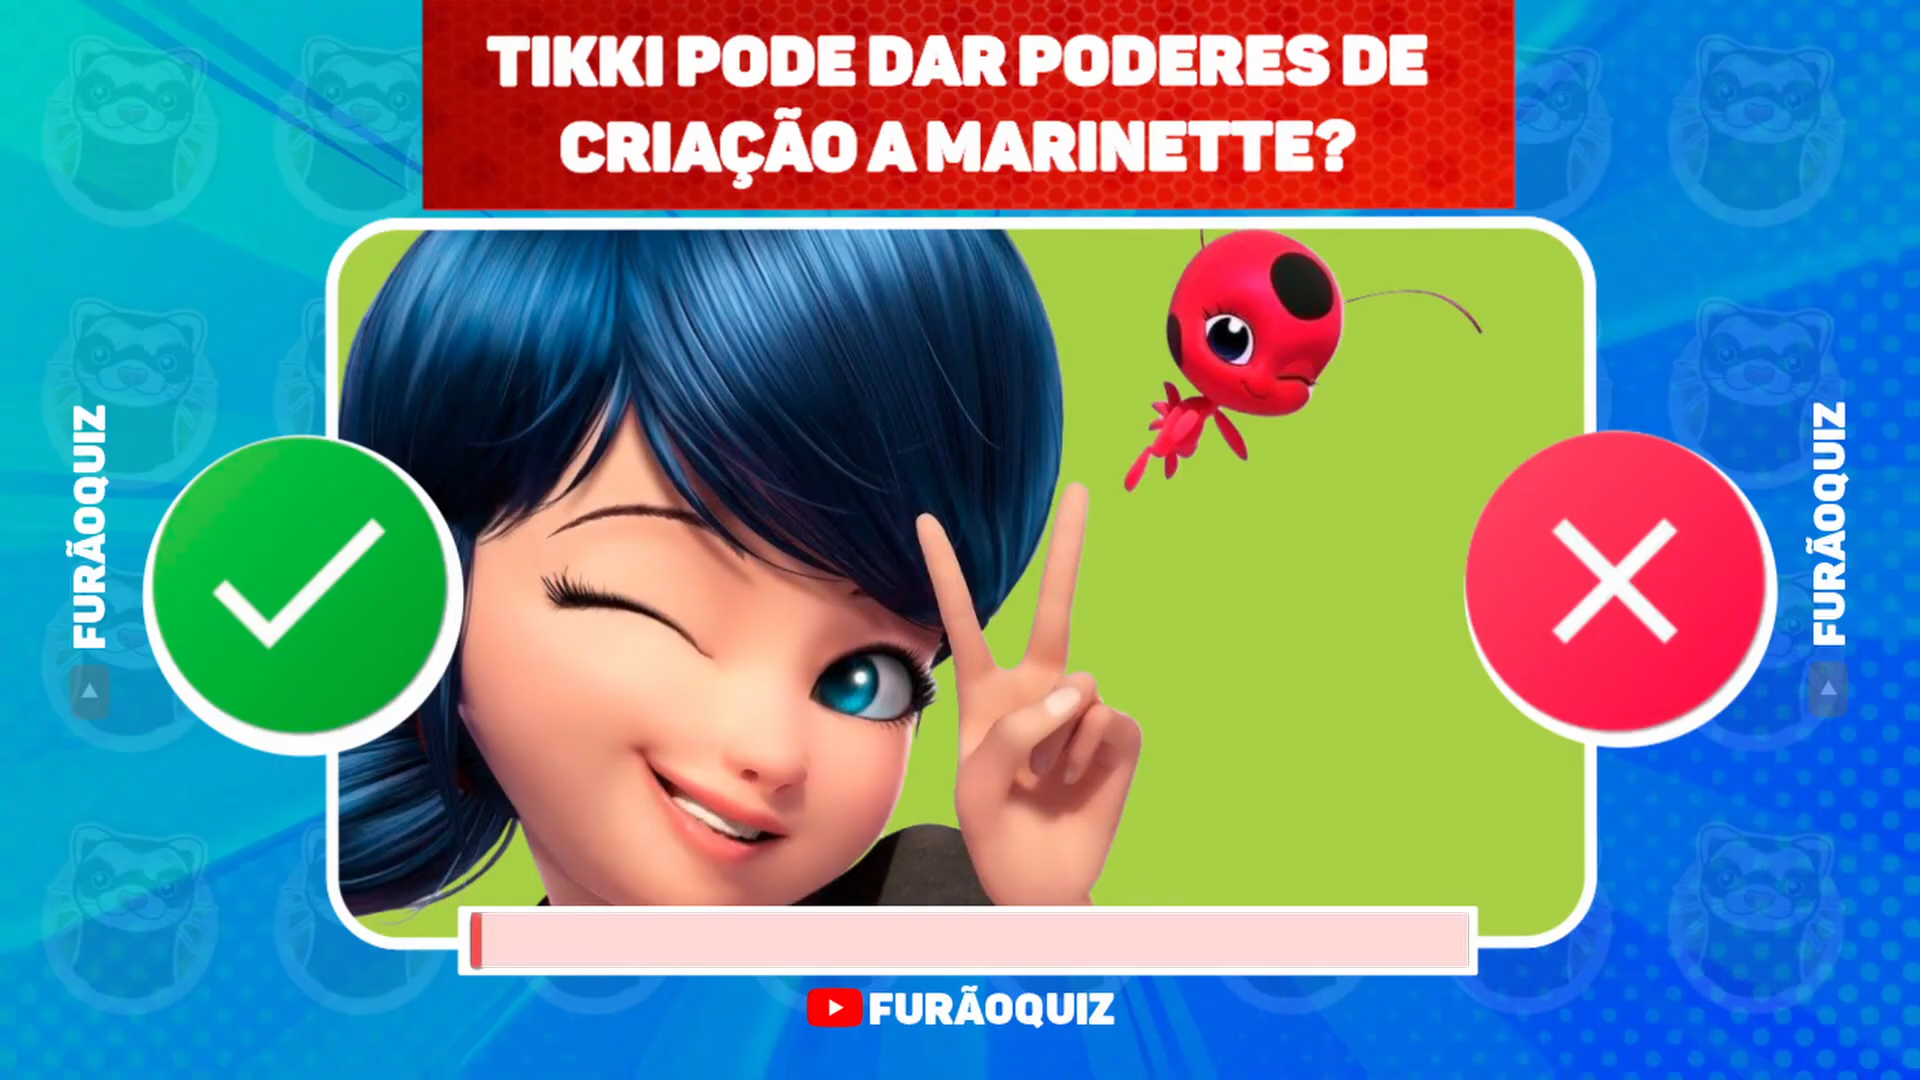 TIKKI PODE DAR PODERES DE
CRIAÇÃO A MARINETTE?
FURÃOQUIZ
FURÃOQUIZ
FURÃOQUIZ